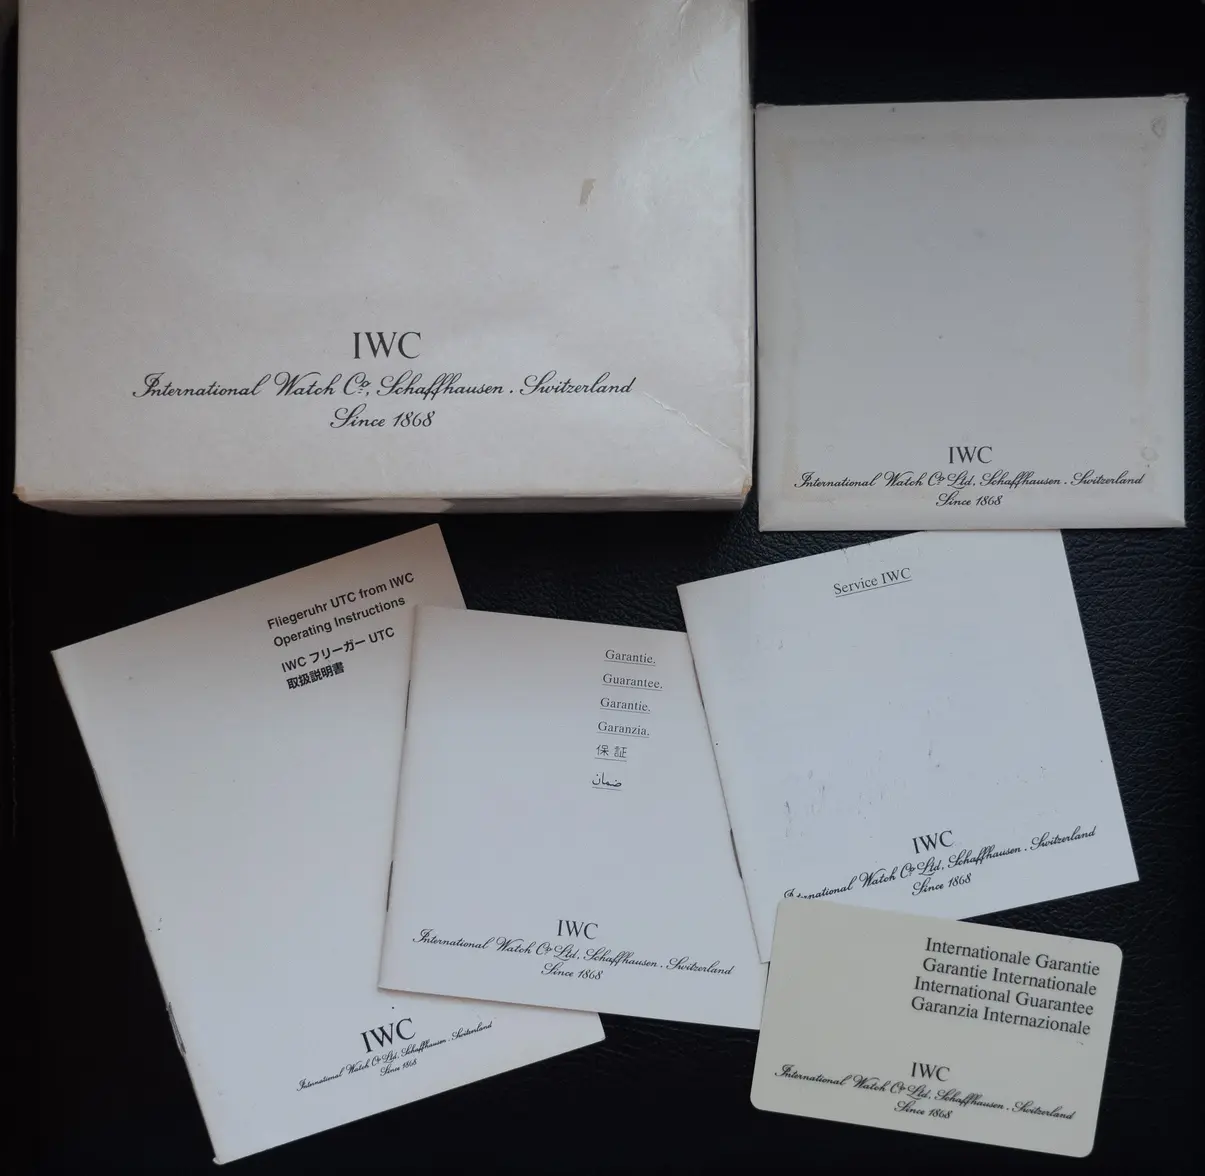 IWC
International Watch Co, Schaffhausen . Switzerland
Since 1868
IWC
International Watch Co Ltd, Schaffhausen . Switzerland
Since 1868
Fliegeruhr UTC from IWC
Operating Instructions
IWC フリーガー UTC
取扱説明書
IWC
International Watch Co Ltd, Schaffhausen . Switzerland
Since 1868
Garantie.
Guarantee.
Garantie.
Garanzia.
保証
ضمان
IWC
International Watch Co Ltd, Schaffhausen . Switzerland
Since 1868
Service IWC
IWC
International Watch Co Ltd, Schaffhausen . Switzerland
Since 1868
Internationale Garantie
Garantie Internationale
International Guarantee
Garanzia Internazionale
IWC
International Watch Co Ltd, Schaffhausen . Switzerland
Since 1868